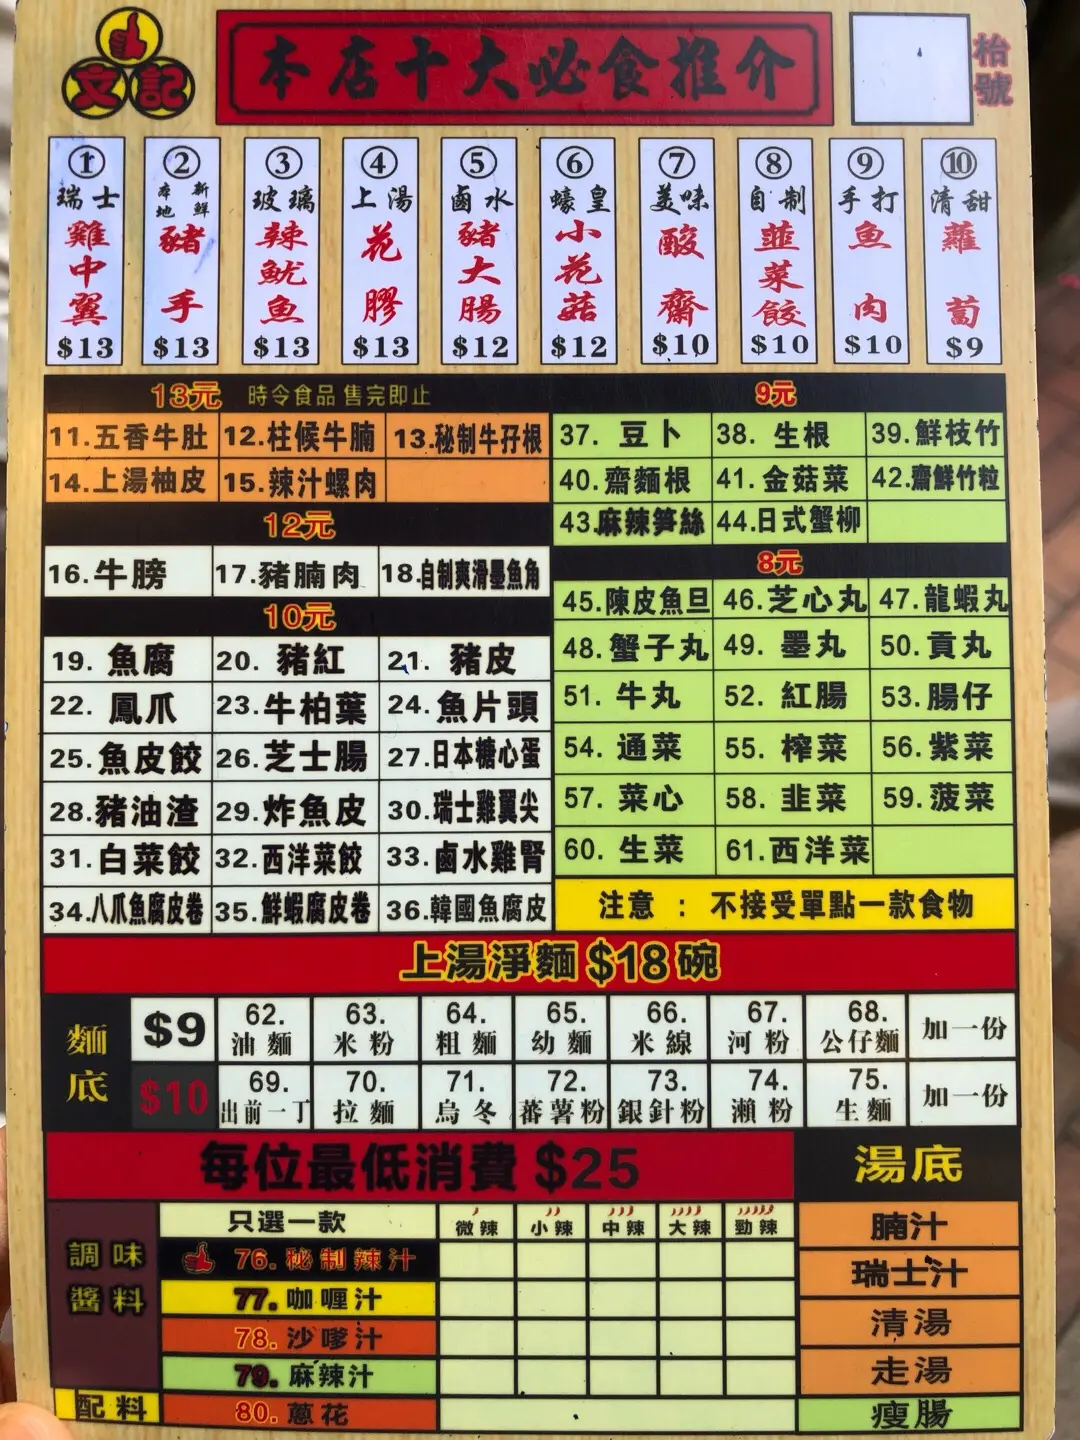 文記
本店十大必食推介
枱號
① 瑞士 雞中翼 $13
② 本地 新鮮 豬手 $13
③ 玻璃 辣魷魚 $13
④ 上湯 花膠 $13
⑤ 鹵水 豬大腸 $12
⑥ 蠔皇 小花菇 $12
⑦ 美味 酸齋 $10
⑧ 自制 韮菜餃 $10
⑨ 手打 魚肉 $10
⑩ 清甜 蘿蔔 $9
13元 時令食品 售完即止
11.五香牛肚 12.柱候牛腩 13.秘制牛孖根
14.上湯柚皮 15.辣汁螺肉
12元
16.牛膀 17.豬腩肉 18.自制爽滑墨魚角
10元
19. 魚腐 20. 豬紅 21. 豬皮
22. 鳳爪 23.牛柏葉 24.魚片頭
25.魚皮餃 26.芝士腸 27.日本糖心蛋
28.豬油渣 29.炸魚皮 30.瑞士雞翼尖
31.白菜餃 32.西洋菜餃 33.鹵水雞腎
34.八爪魚腐皮卷 35.鮮蝦腐皮卷 36.韓國魚腐皮
9元
37. 豆卜 38. 生根 39.鮮枝竹
40.齋麵根 41.金菇菜 42.齋鮮竹粒
43.麻辣笋絲 44.日式蟹柳
8元
45.陳皮魚旦 46.芝心丸 47.龍蝦丸
48.蟹子丸 49. 墨丸 50.貢丸
51.牛丸 52.紅腸 53.腸仔
54.通菜 55.榨菜 56.紫菜
57.菜心 58.韭菜 59.菠菜
60.生菜 61.西洋菜
注意 : 不接受單點一款食物
上湯淨麵 $18 碗
麵底
$9 62.油麵 63.米粉 64.粗麵 65.幼麵 66.米線 67.河粉 68.公仔麵 加一份
$10 69.出前一丁 70.拉麵 71.烏冬 72.蕃薯粉 73.銀針粉 74.瀨粉 75.生麵 加一份
每位最低消費 $25
調味醬料
只選一款 微辣 小辣 中辣 大辣 勁辣
76.秘制辣汁
77.咖喱汁
78.沙嗲汁
79.麻辣汁
配料 80.蔥花
湯底
腩汁
瑞士汁
清湯
走湯
瘦腸